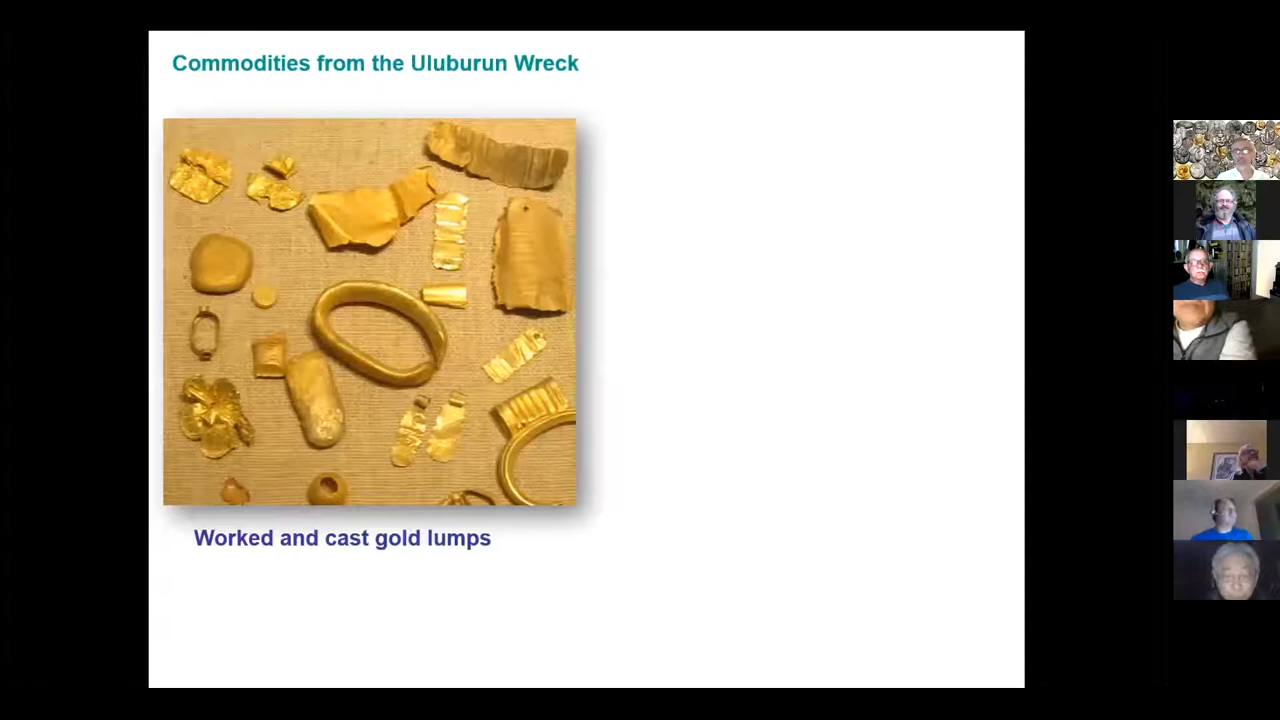 Commodities from the Uluburun Wreck
Worked and cast gold lumps